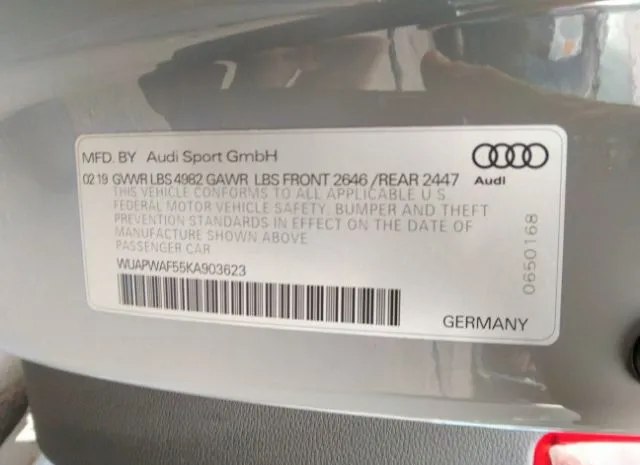 MFD. BY Audi Sport GmbH
02 19 GVWR LBS 4982 GAWR LBS FRONT 2646 /REAR 2447
THIS VEHICLE CONFORMS TO ALL APPLICABLE U S
FEDERAL MOTOR VEHICLE SAFETY, BUMPER AND THEFT
PREVENTION STANDARDS IN EFFECT ON THE DATE OF
MANUFACTURE SHOWN ABOVE
PASSENGER CAR
WUAPWAF55KA903623
Audi
0650168
GERMANY